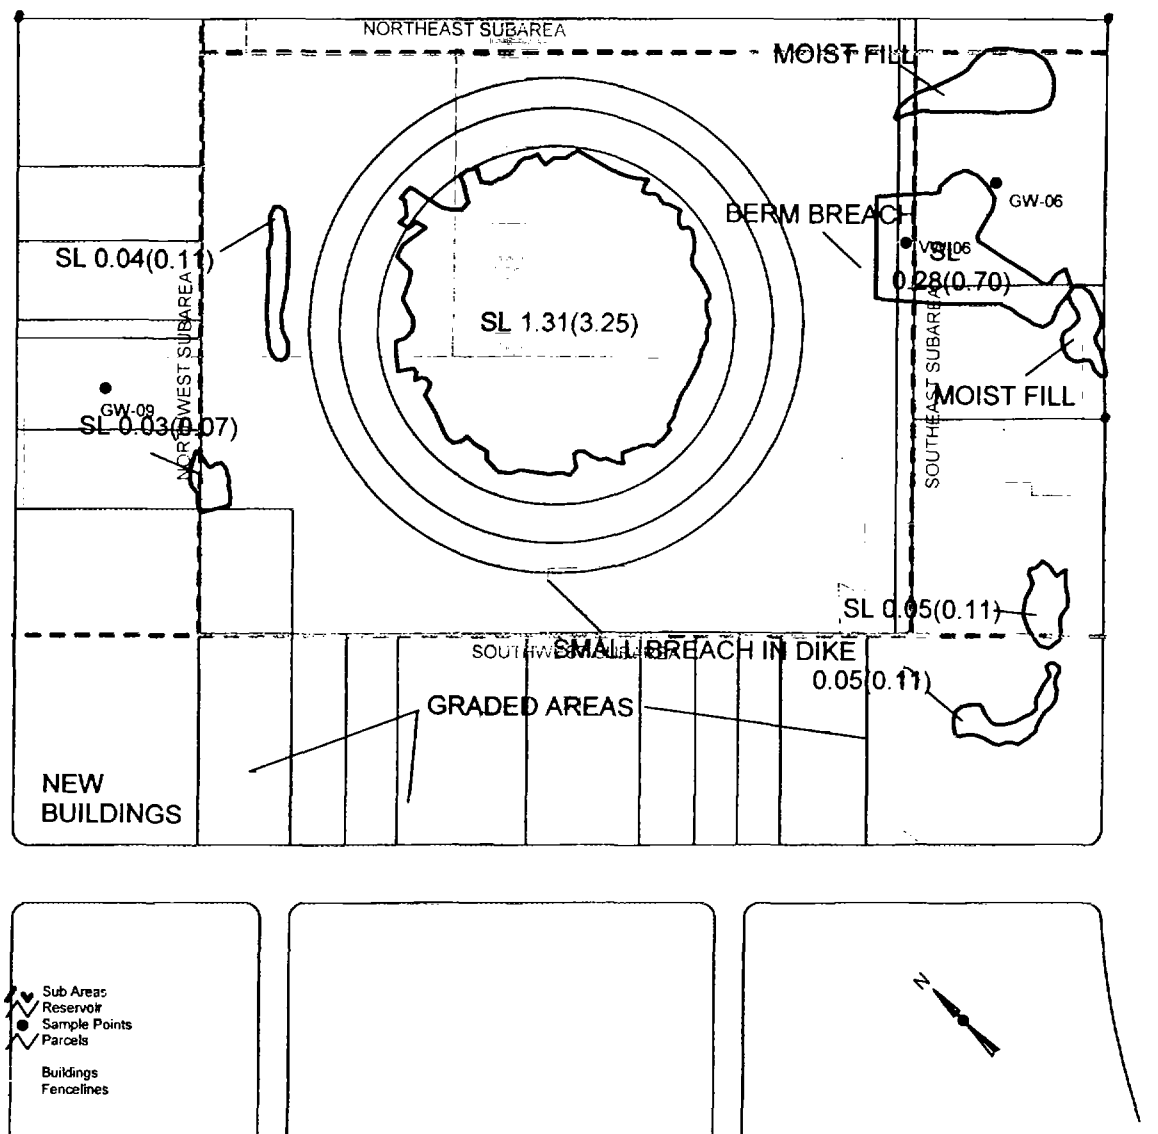 NORTHEAST SUBAREA
MOIST FILL
GW-06
BERM BREACH
SL 0.04(0.11)
SL
0.28(0.70)
NORTHWEST SUBAREA
SL 1.31(3.25)
SOUTHEAST SUBAREA
MOIST FILL
GW-09
SL 0.03(0.07)
SL 0.05(0.11)
SMALL BREACH IN DIKE
0.05(0.11)
GRADED AREAS
NEW
BUILDINGS
N
Sub Areas
Reservoir
Sample Points
Parcels
Buildings
Fencelines